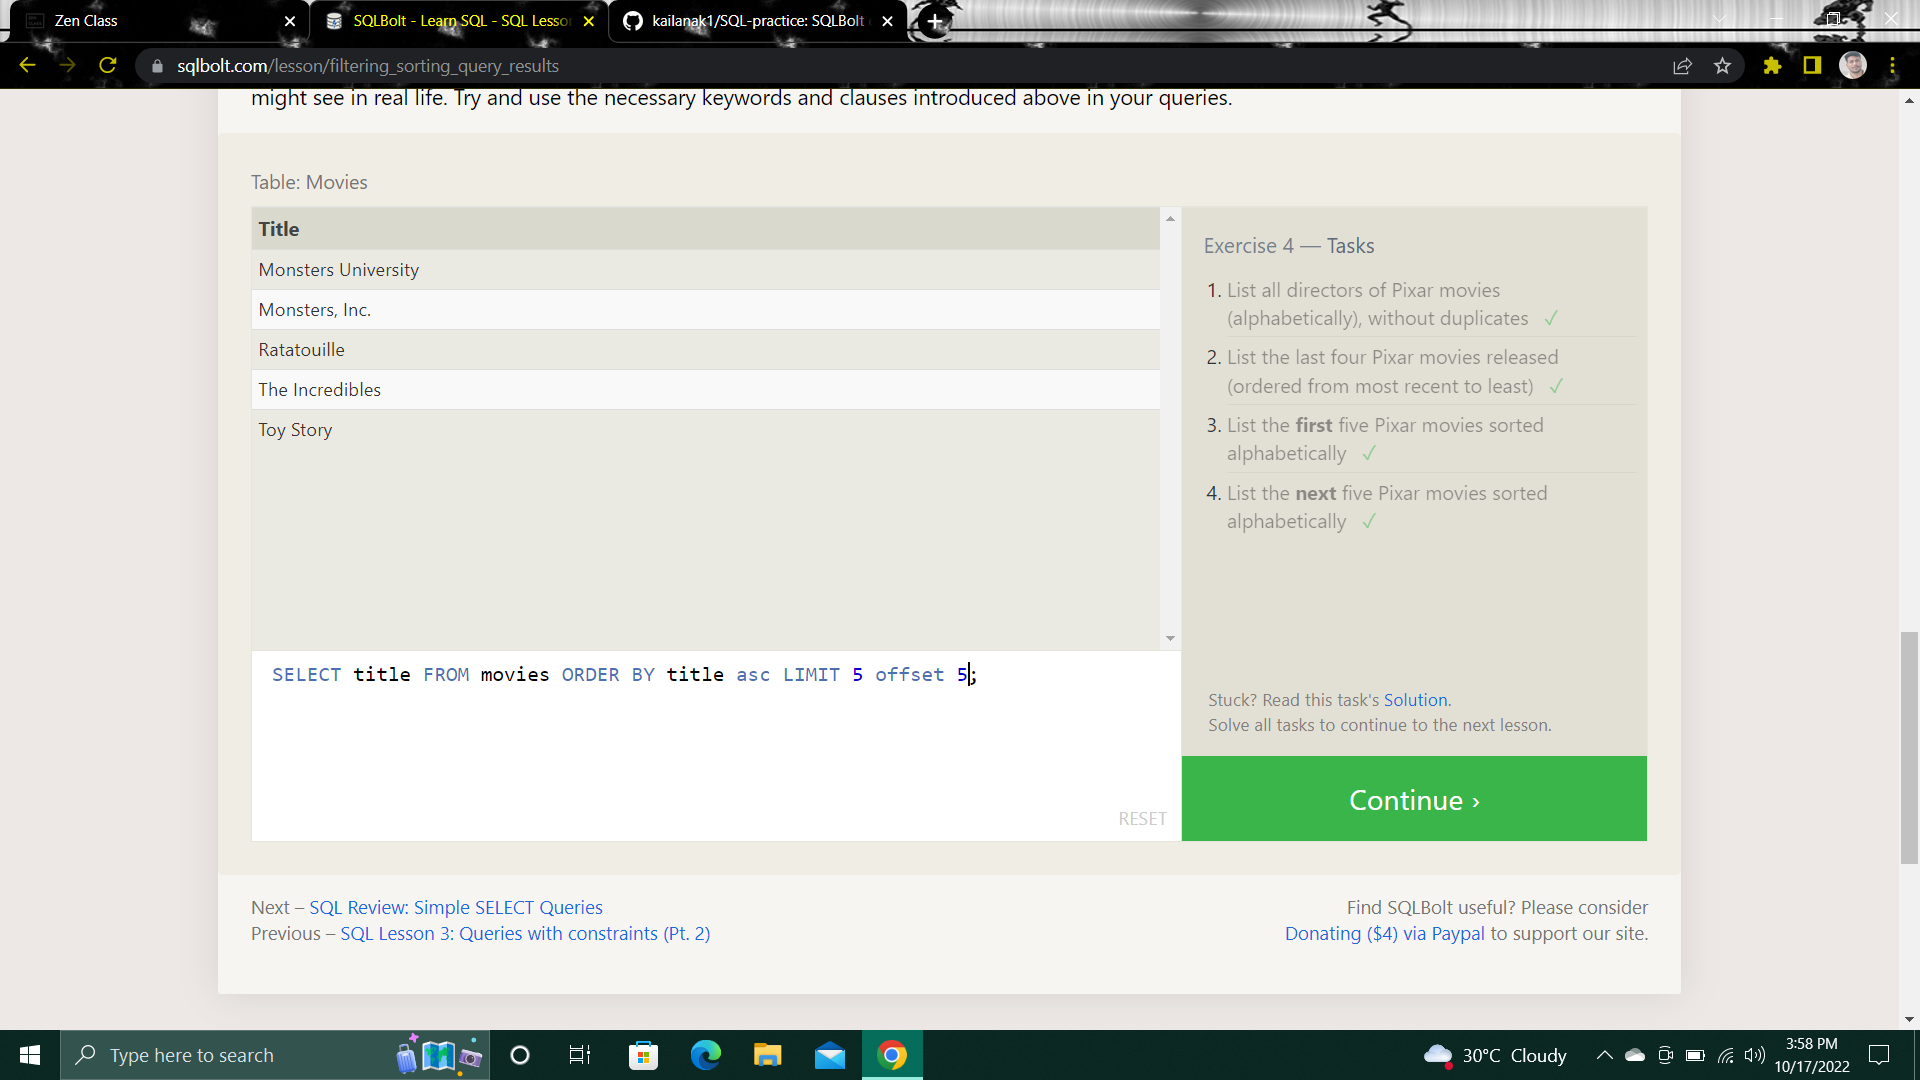 Zen Class
SQLBolt - Learn SQL - SQL Lesso
kailanak1/SQL-practice: SQLBolt
sqlbolt.com/lesson/filtering_sorting_query_results
might see in real life. Try and use the necessary keywords and clauses introduced above in your queries.
Table: Movies
Title
Monsters University
Monsters, Inc.
Ratatouille
The Incredibles
Toy Story
SELECT title FROM movies ORDER BY title asc LIMIT 5 offset 5;
RESET
Exercise 4 — Tasks
1. List all directors of Pixar movies
(alphabetically), without duplicates ✓
2. List the last four Pixar movies released
(ordered from most recent to least) ✓
3. List the first five Pixar movies sorted
alphabetically ✓
4. List the next five Pixar movies sorted
alphabetically ✓
Stuck? Read this task's Solution.
Solve all tasks to continue to the next lesson.
Continue ›
Next – SQL Review: Simple SELECT Queries
Previous – SQL Lesson 3: Queries with constraints (Pt. 2)
Find SQLBolt useful? Please consider
Donating ($4) via Paypal to support our site.
Type here to search
30°C Cloudy
3:58 PM
10/17/2022